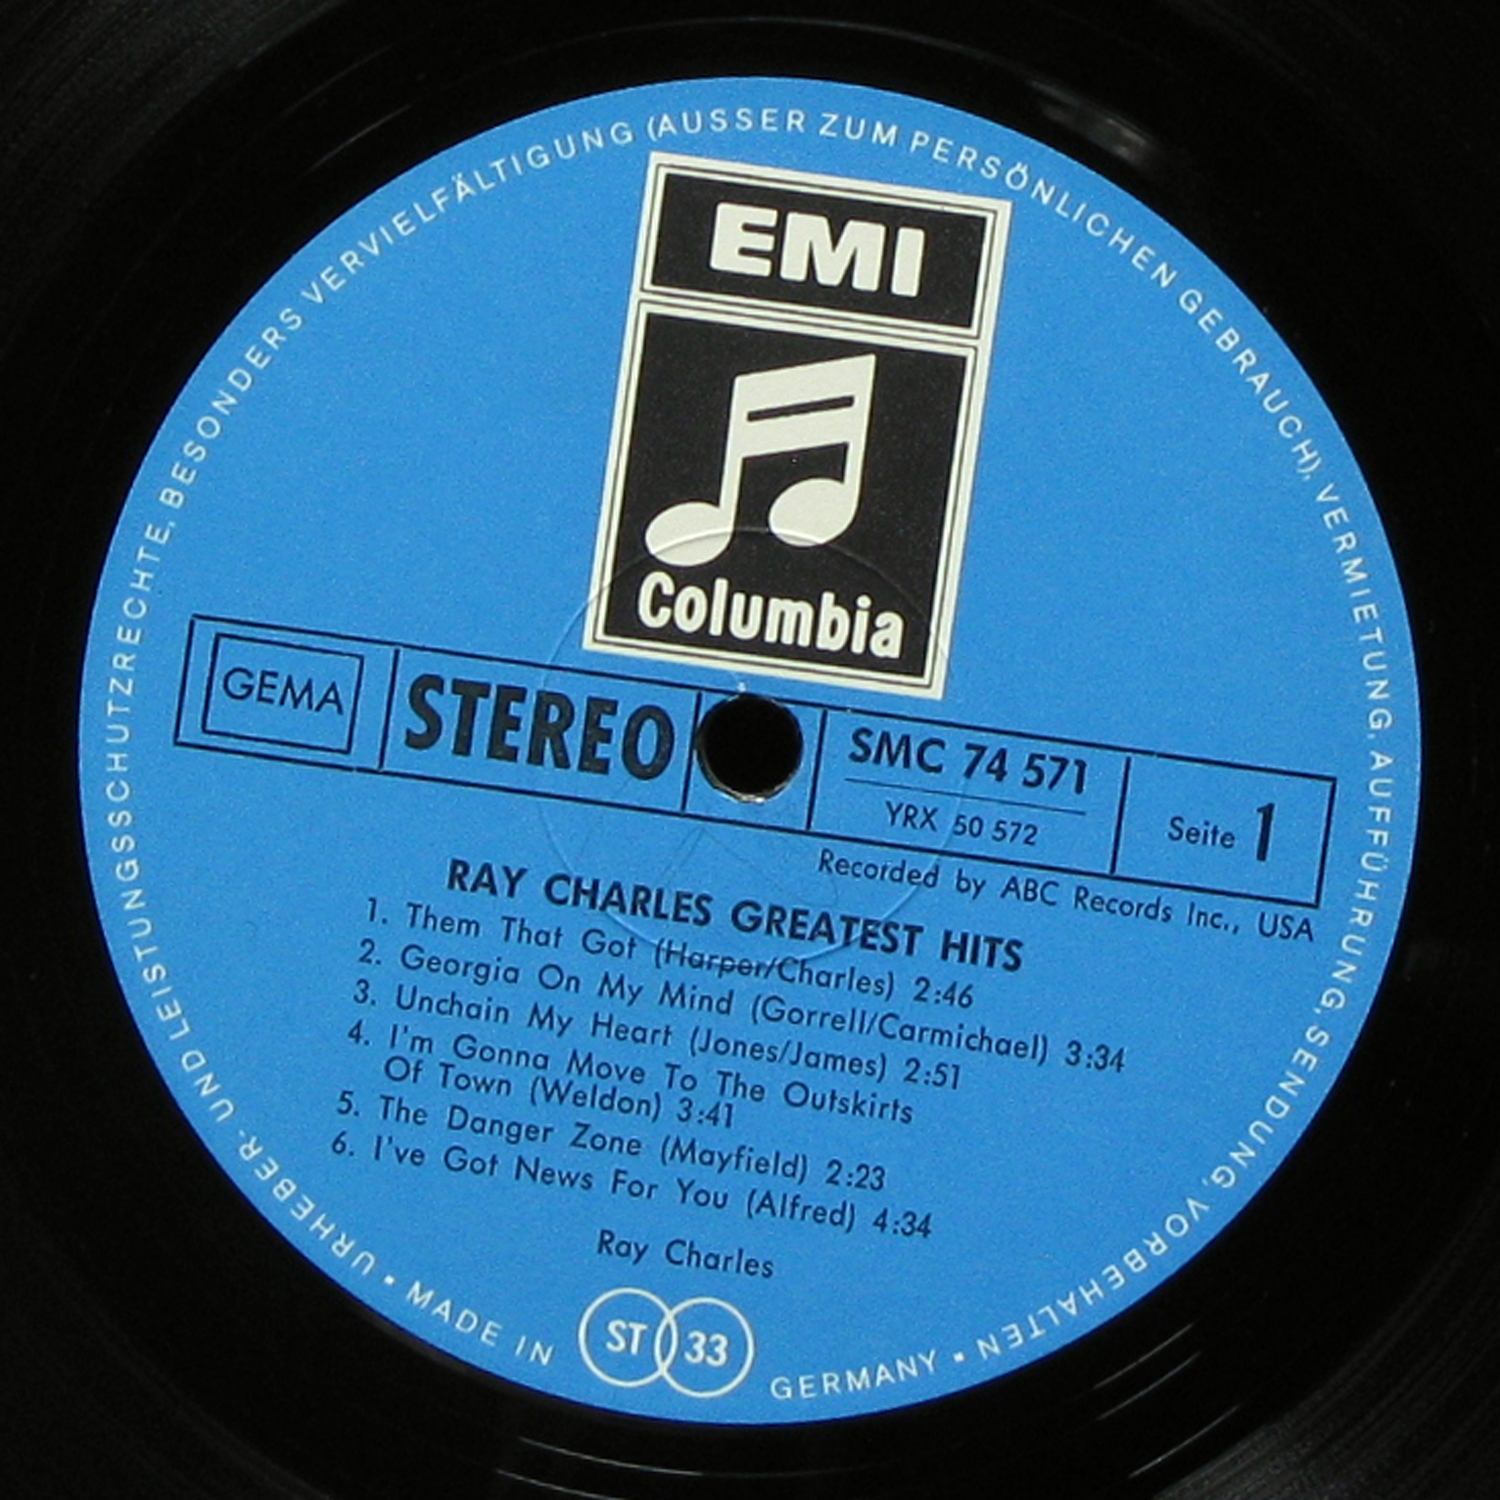 URHEBER- UND LEISTUNGSSCHUTZRECHTE, BESONDERS VERVIELFÄLTIGUNG (AUSSER ZUM PERSÖNLICHEN GEBRAUCH), VERMIETUNG, AUFFÜHRUNG, SENDUNG, VORBEHALTEN ▪
EMI
Columbia
GEMA
STEREO
SMC 74 571
YRX 50 572
Seite 1
Recorded by ABC Records Inc., USA
RAY CHARLES GREATEST HITS
1. Them That Got (Harper/Charles) 2:46
2. Georgia On My Mind (Gorrell/Carmichael) 3:34
3. Unchain My Heart (Jones/James) 2:51
4. I'm Gonna Move To The Outskirts
Of Town (Weldon) 3:41
5. The Danger Zone (Mayfield) 2:23
6. I've Got News For You (Alfred) 4:34
Ray Charles
▪ MADE IN GERMANY
ST 33